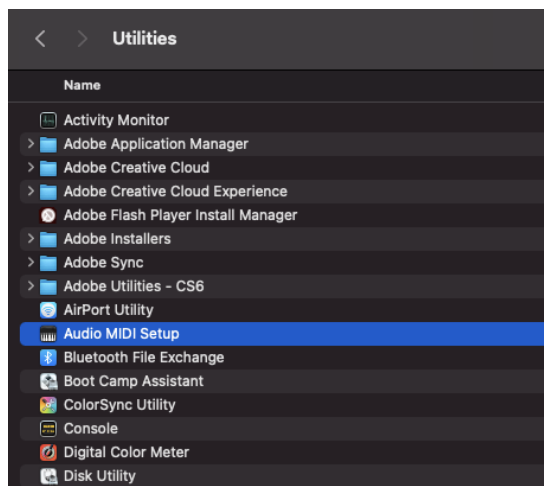 Utilities
Name
Activity Monitor
Adobe Application Manager
Adobe Creative Cloud
Adobe Creative Cloud Experience
Adobe Flash Player Install Manager
Adobe Installers
Adobe Sync
Adobe Utilities - CS6
AirPort Utility
Audio MIDI Setup
Bluetooth File Exchange
Boot Camp Assistant
ColorSync Utility
Console
Digital Color Meter
Disk Utility